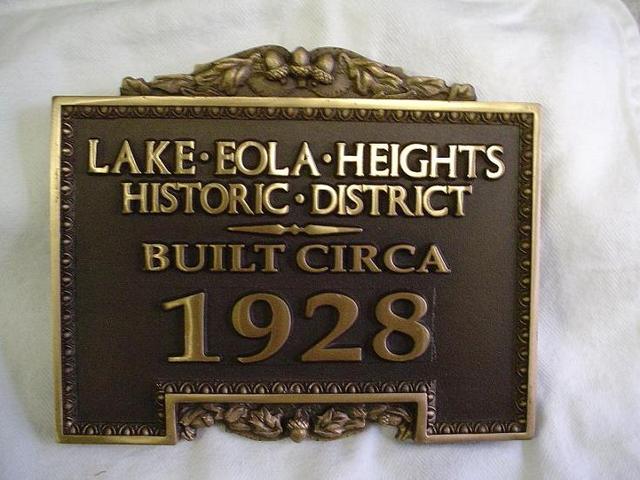 LAKE·EOLA·HEIGHTS
HISTORIC·DISTRICT
BUILT CIRCA
1928